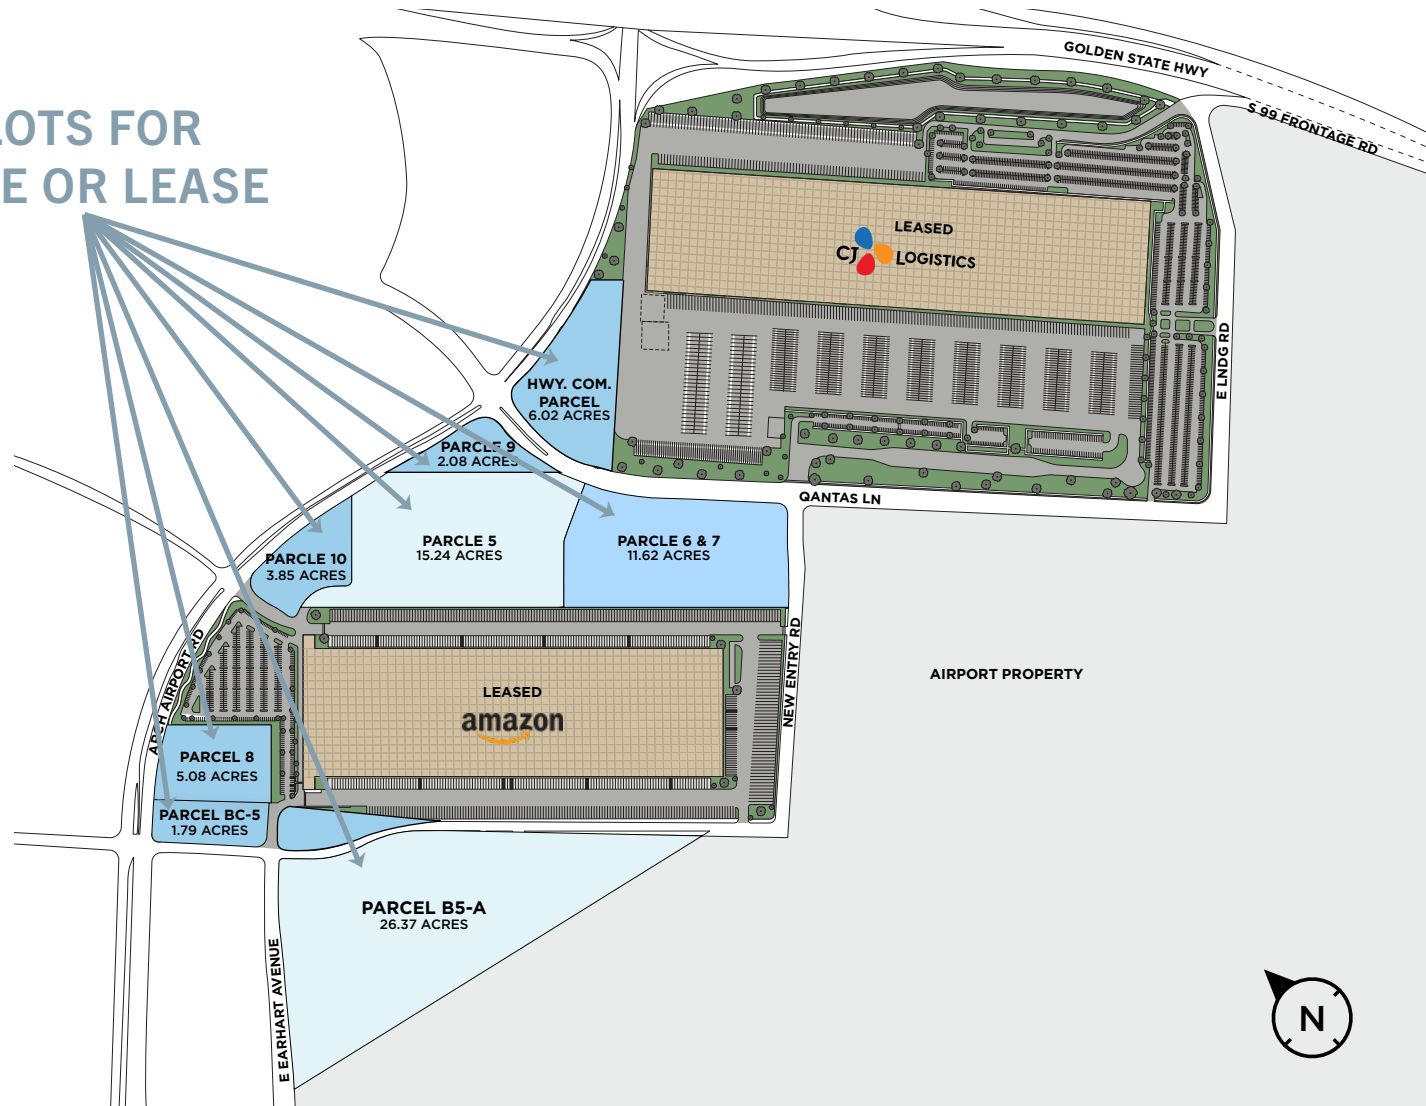 LOTS FOR
E OR LEASE
GOLDEN STATE HWY
S 99 FRONTAGE RD
LEASED
CJ LOGISTICS
E LNDG RD
HWY. COM.
PARCEL
6.02 ACRES
PARCLE 9
2.08 ACRES
QANTAS LN
PARCLE 5
15.24 ACRES
PARCLE 6 & 7
11.62 ACRES
PARCLE 10
3.85 ACRES
ARCH AIRPORT RD
NEW ENTRY RD
AIRPORT PROPERTY
LEASED
amazon
PARCEL 8
5.08 ACRES
PARCEL BC-5
1.79 ACRES
PARCEL B5-A
26.37 ACRES
E EARHART AVENUE
N